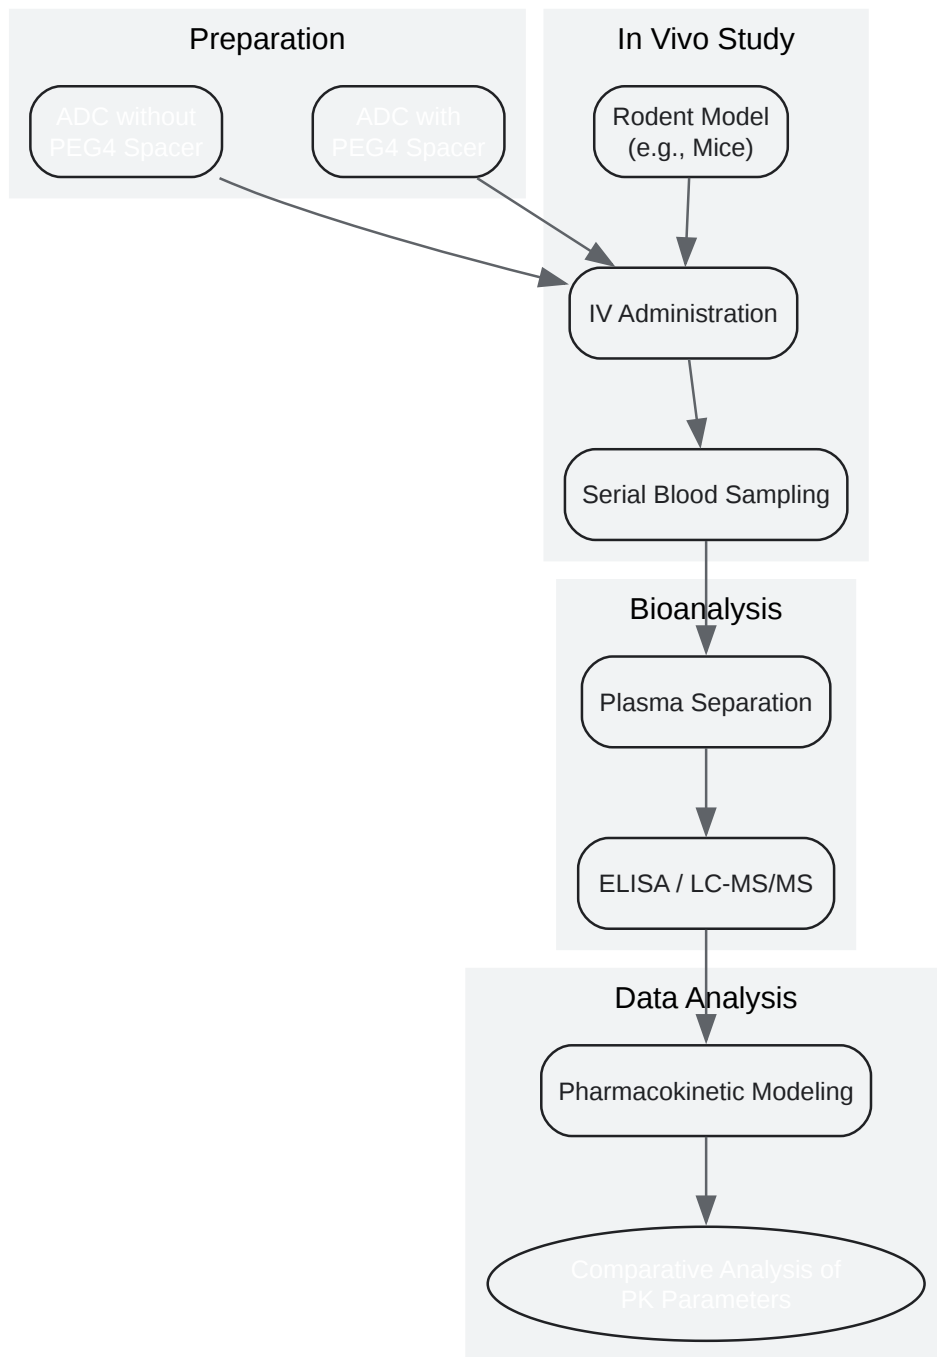 Preparation
In Vivo Study
ADC without
PEG4 Spacer
ADC with
PEG4 Spacer
Rodent Model
(e.g., Mice)
IV Administration
Serial Blood Sampling
Bioanalysis
Plasma Separation
ELISA / LC-MS/MS
Data Analysis
Pharmacokinetic Modeling
Comparative Analysis of
PK Parameters